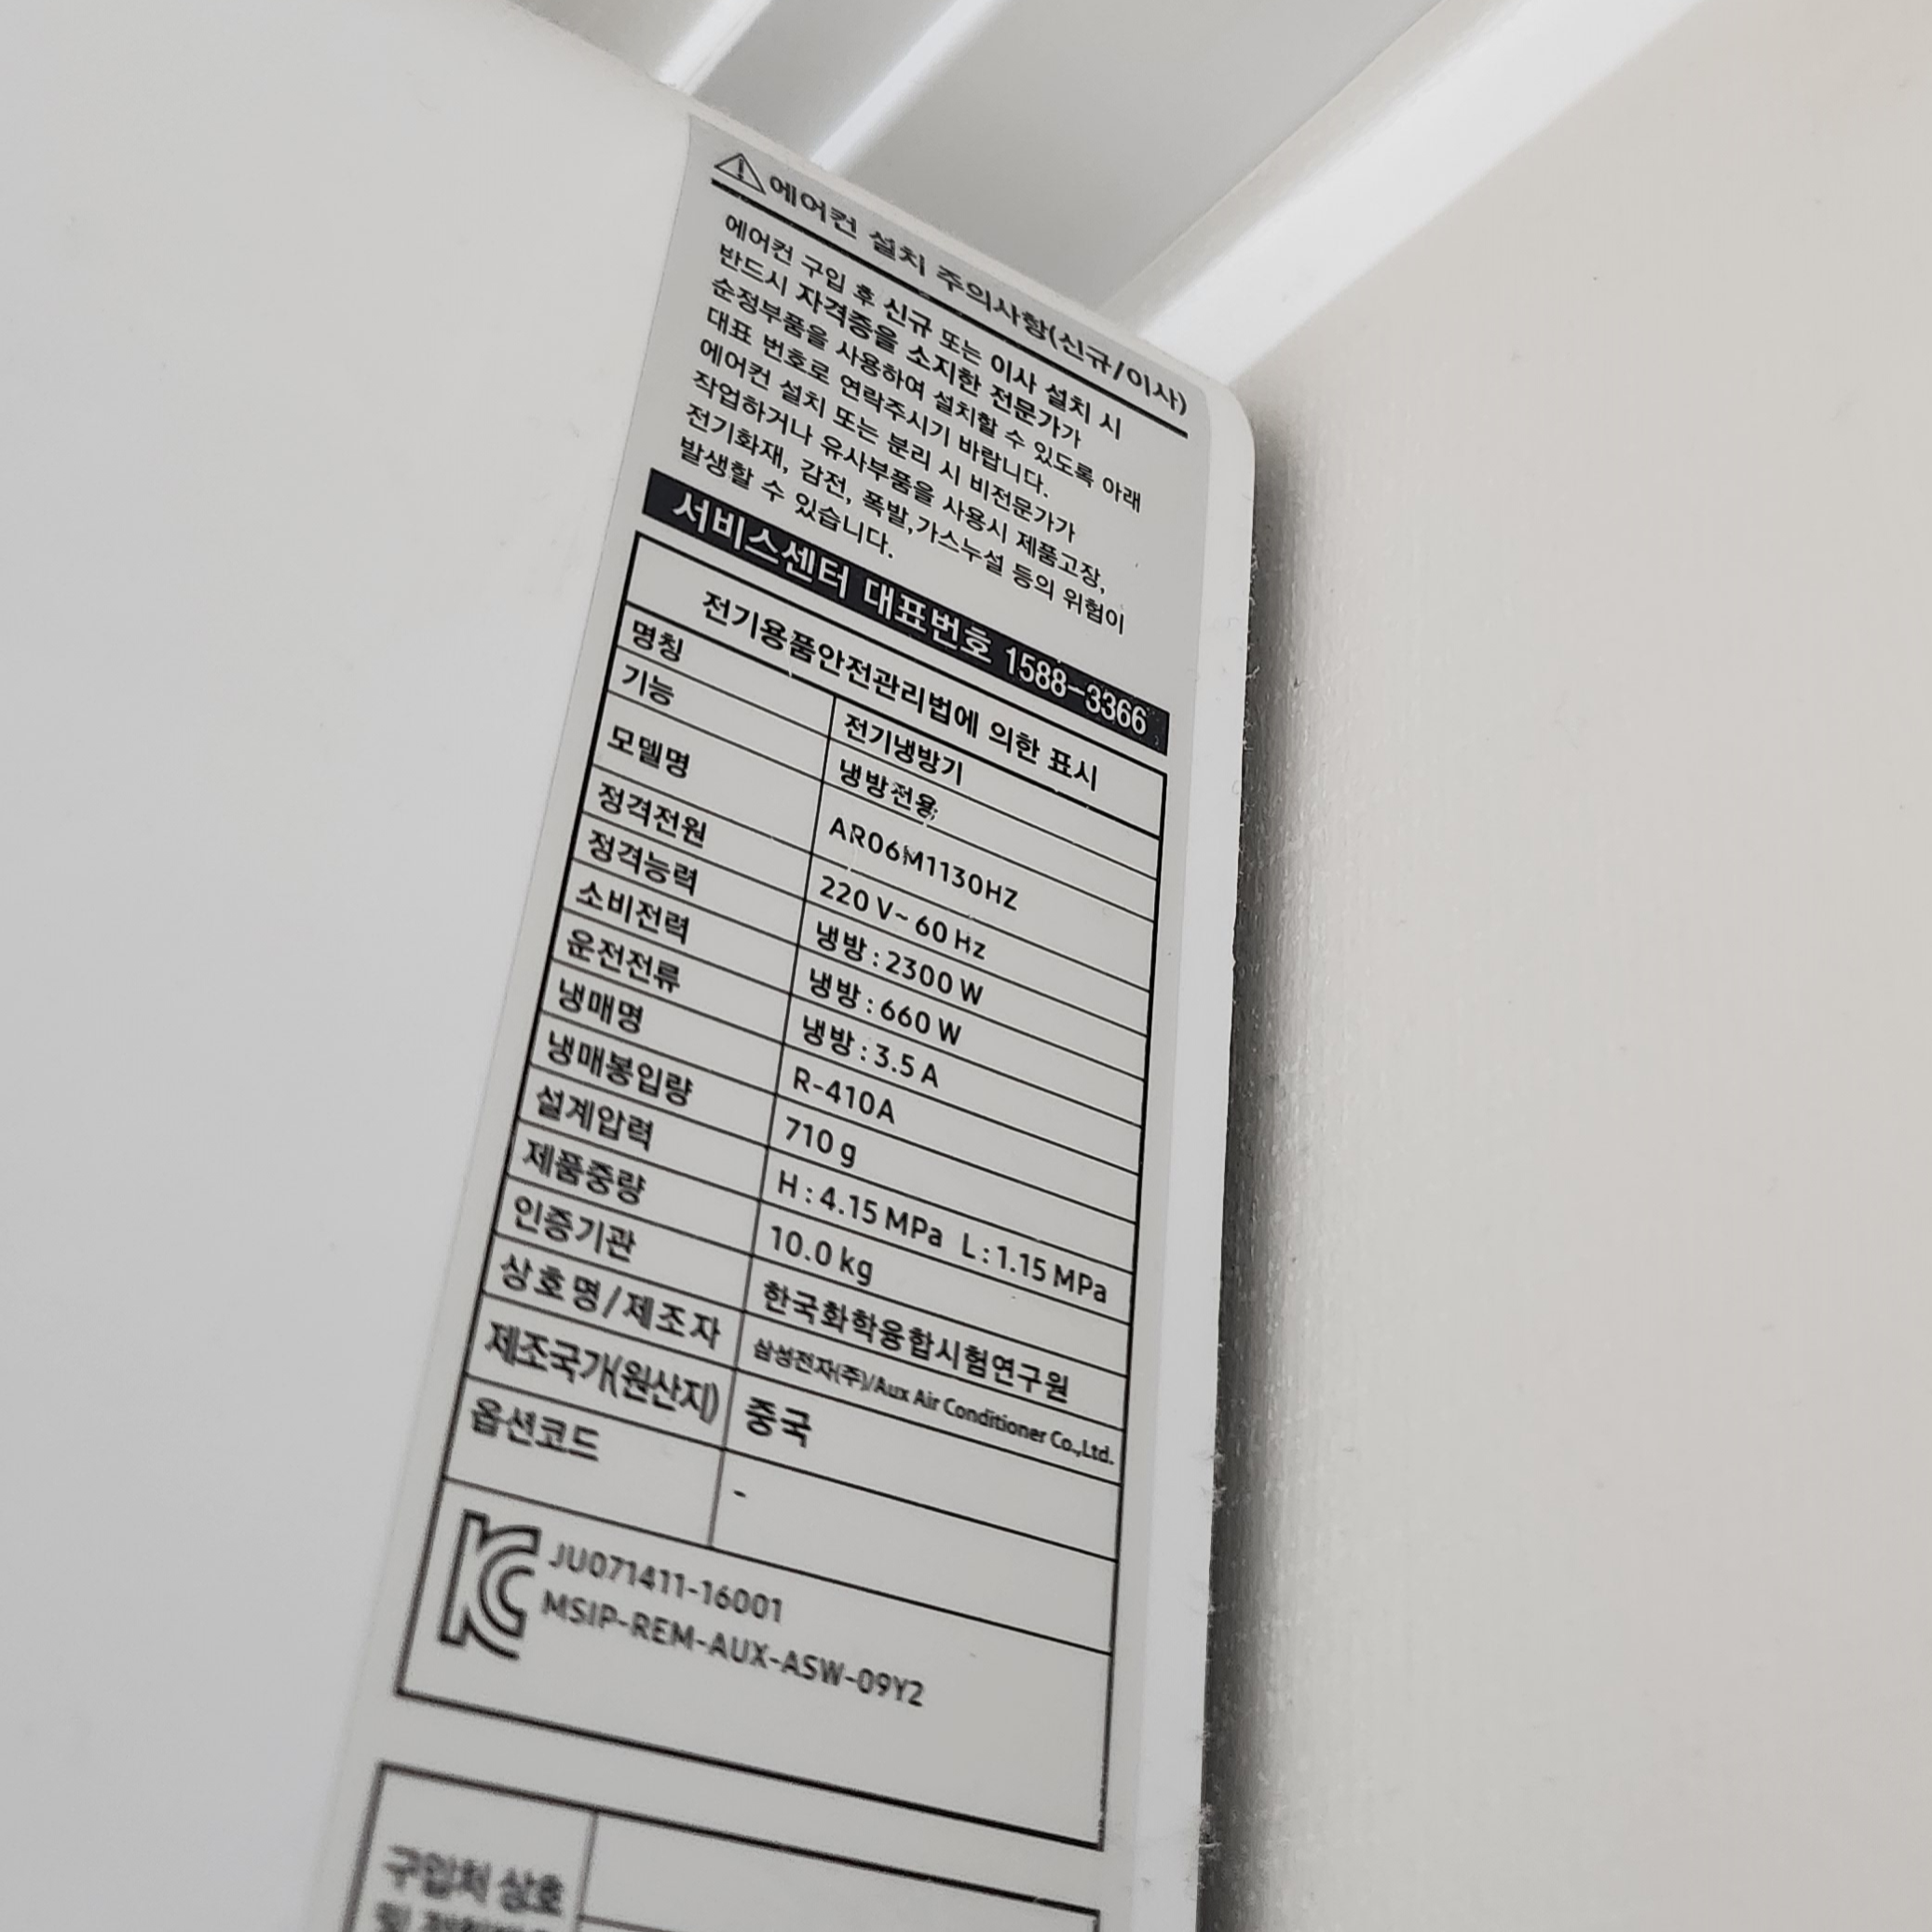 에어컨 설치 주의사항(신규/이사)
에어컨 구입 후 신규 또는 이사 설치 시
반드시 자격증을 소지한 전문가가
순정부품을 사용하여 설치할 수 있도록 아래
대표 번호로 연락주시기 바랍니다.
에어컨 설치 또는 분리 시 비전문가가
작업하거나 유사부품을 사용시 제품고장,
전기화재, 감전, 폭발,가스누설 등의 위험이
발생할 수 있습니다.
서비스센터 대표번호 1588-3366
전기용품안전관리법에 의한 표시
명칭 전기냉방기
기능 냉방전용
모델명 AR06M1130HZ
정격전원 220 V~ 60 Hz
정격능력 냉방 : 2300 W
소비전력 냉방 : 660 W
운전전류 냉방 : 3.5 A
냉매명 R-410A
냉매봉입량 710 g
설계압력 H : 4.15 MPa L : 1.15 MPa
제품중량 10.0 kg
인증기관 한국화학융합시험연구원
상호명/제조자 삼성전자(주)/Aux Air Conditioner Co.,Ltd.
제조국가(원산지) 중국
옵션코드 -
JU071411-16001
MSIP-REM-AUX-ASW-09Y2
구입처 상호
및